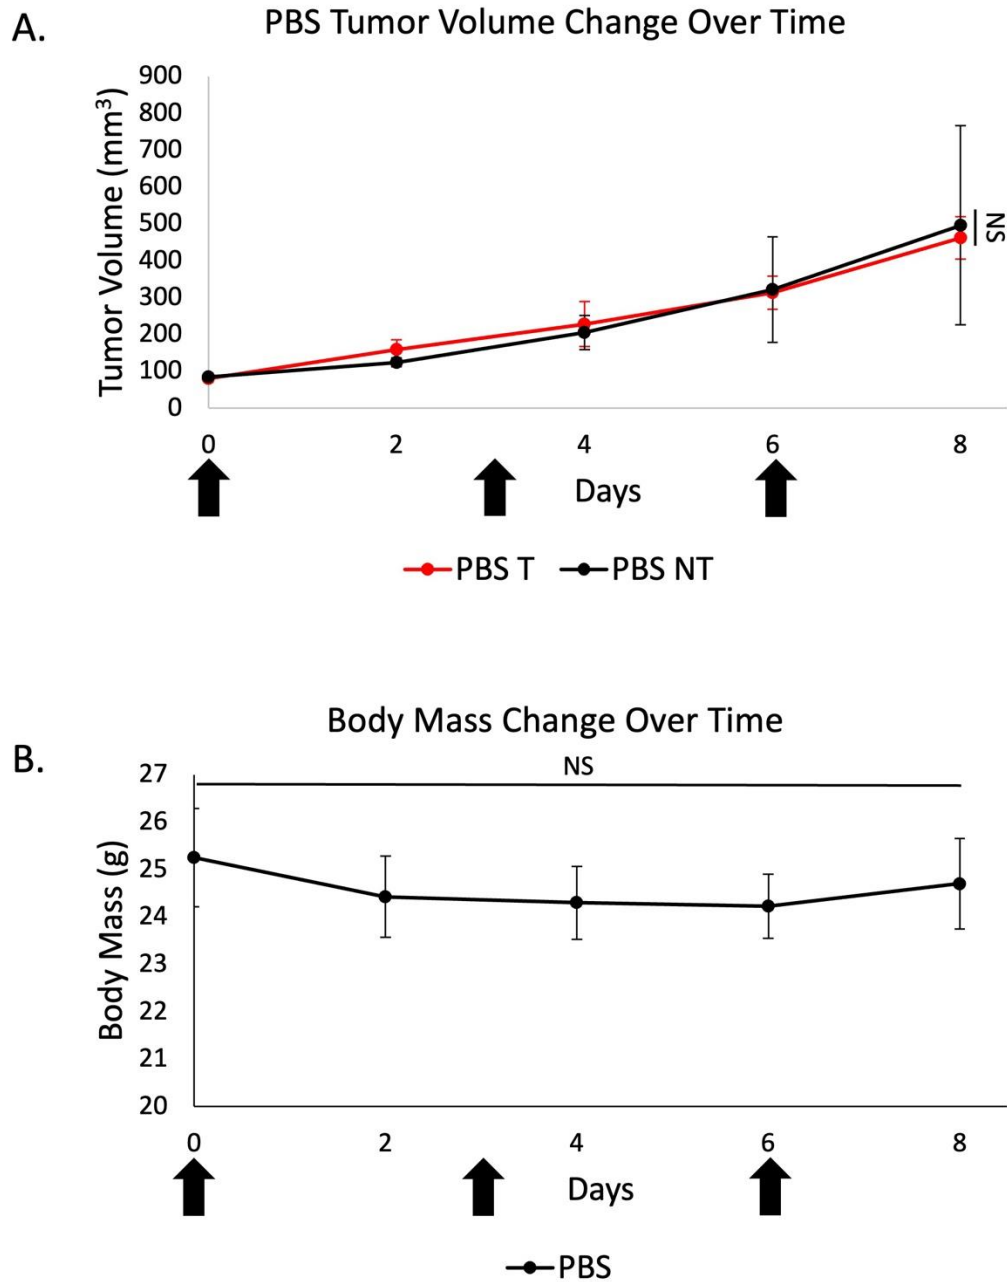 A.
PBS Tumor Volume Change Over Time
Tumor Volume (mm³)
900
800
700
600
500
400
300
200
100
0
NS
0 2 4 6 8
Days
PBS T PBS NT
B.
Body Mass Change Over Time
NS
Body Mass (g)
27
26
25
24
23
22
21
20
0 2 4 6 8
Days
PBS